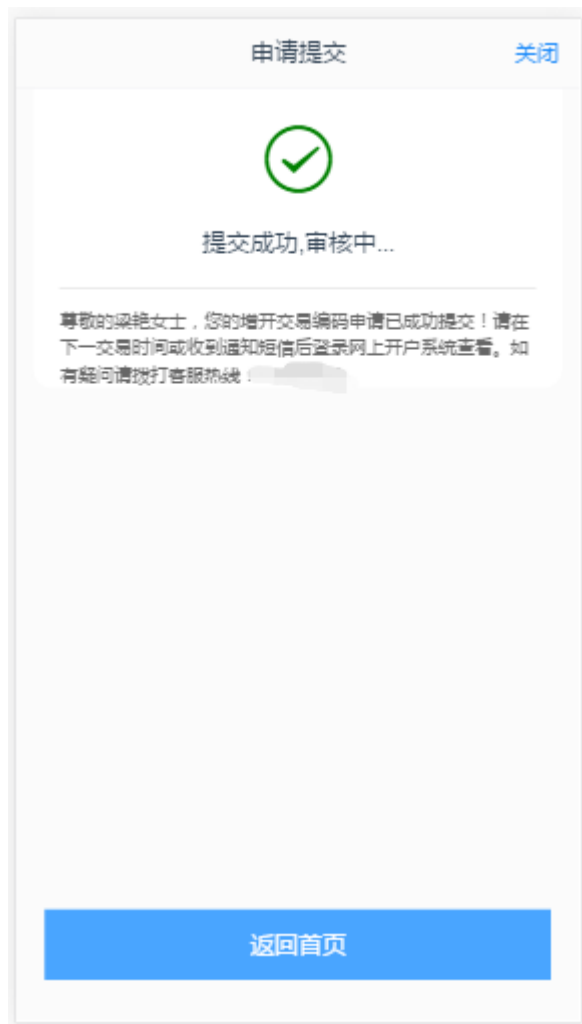 申请提交
关闭
提交成功,审核中...
尊敬的梁艳女士，您的增开交易编码申请已成功提交！请在
下一交易时间或收到通知短信后登录网上开户系统查看。如
有疑问请拨打客服热线：
返回首页